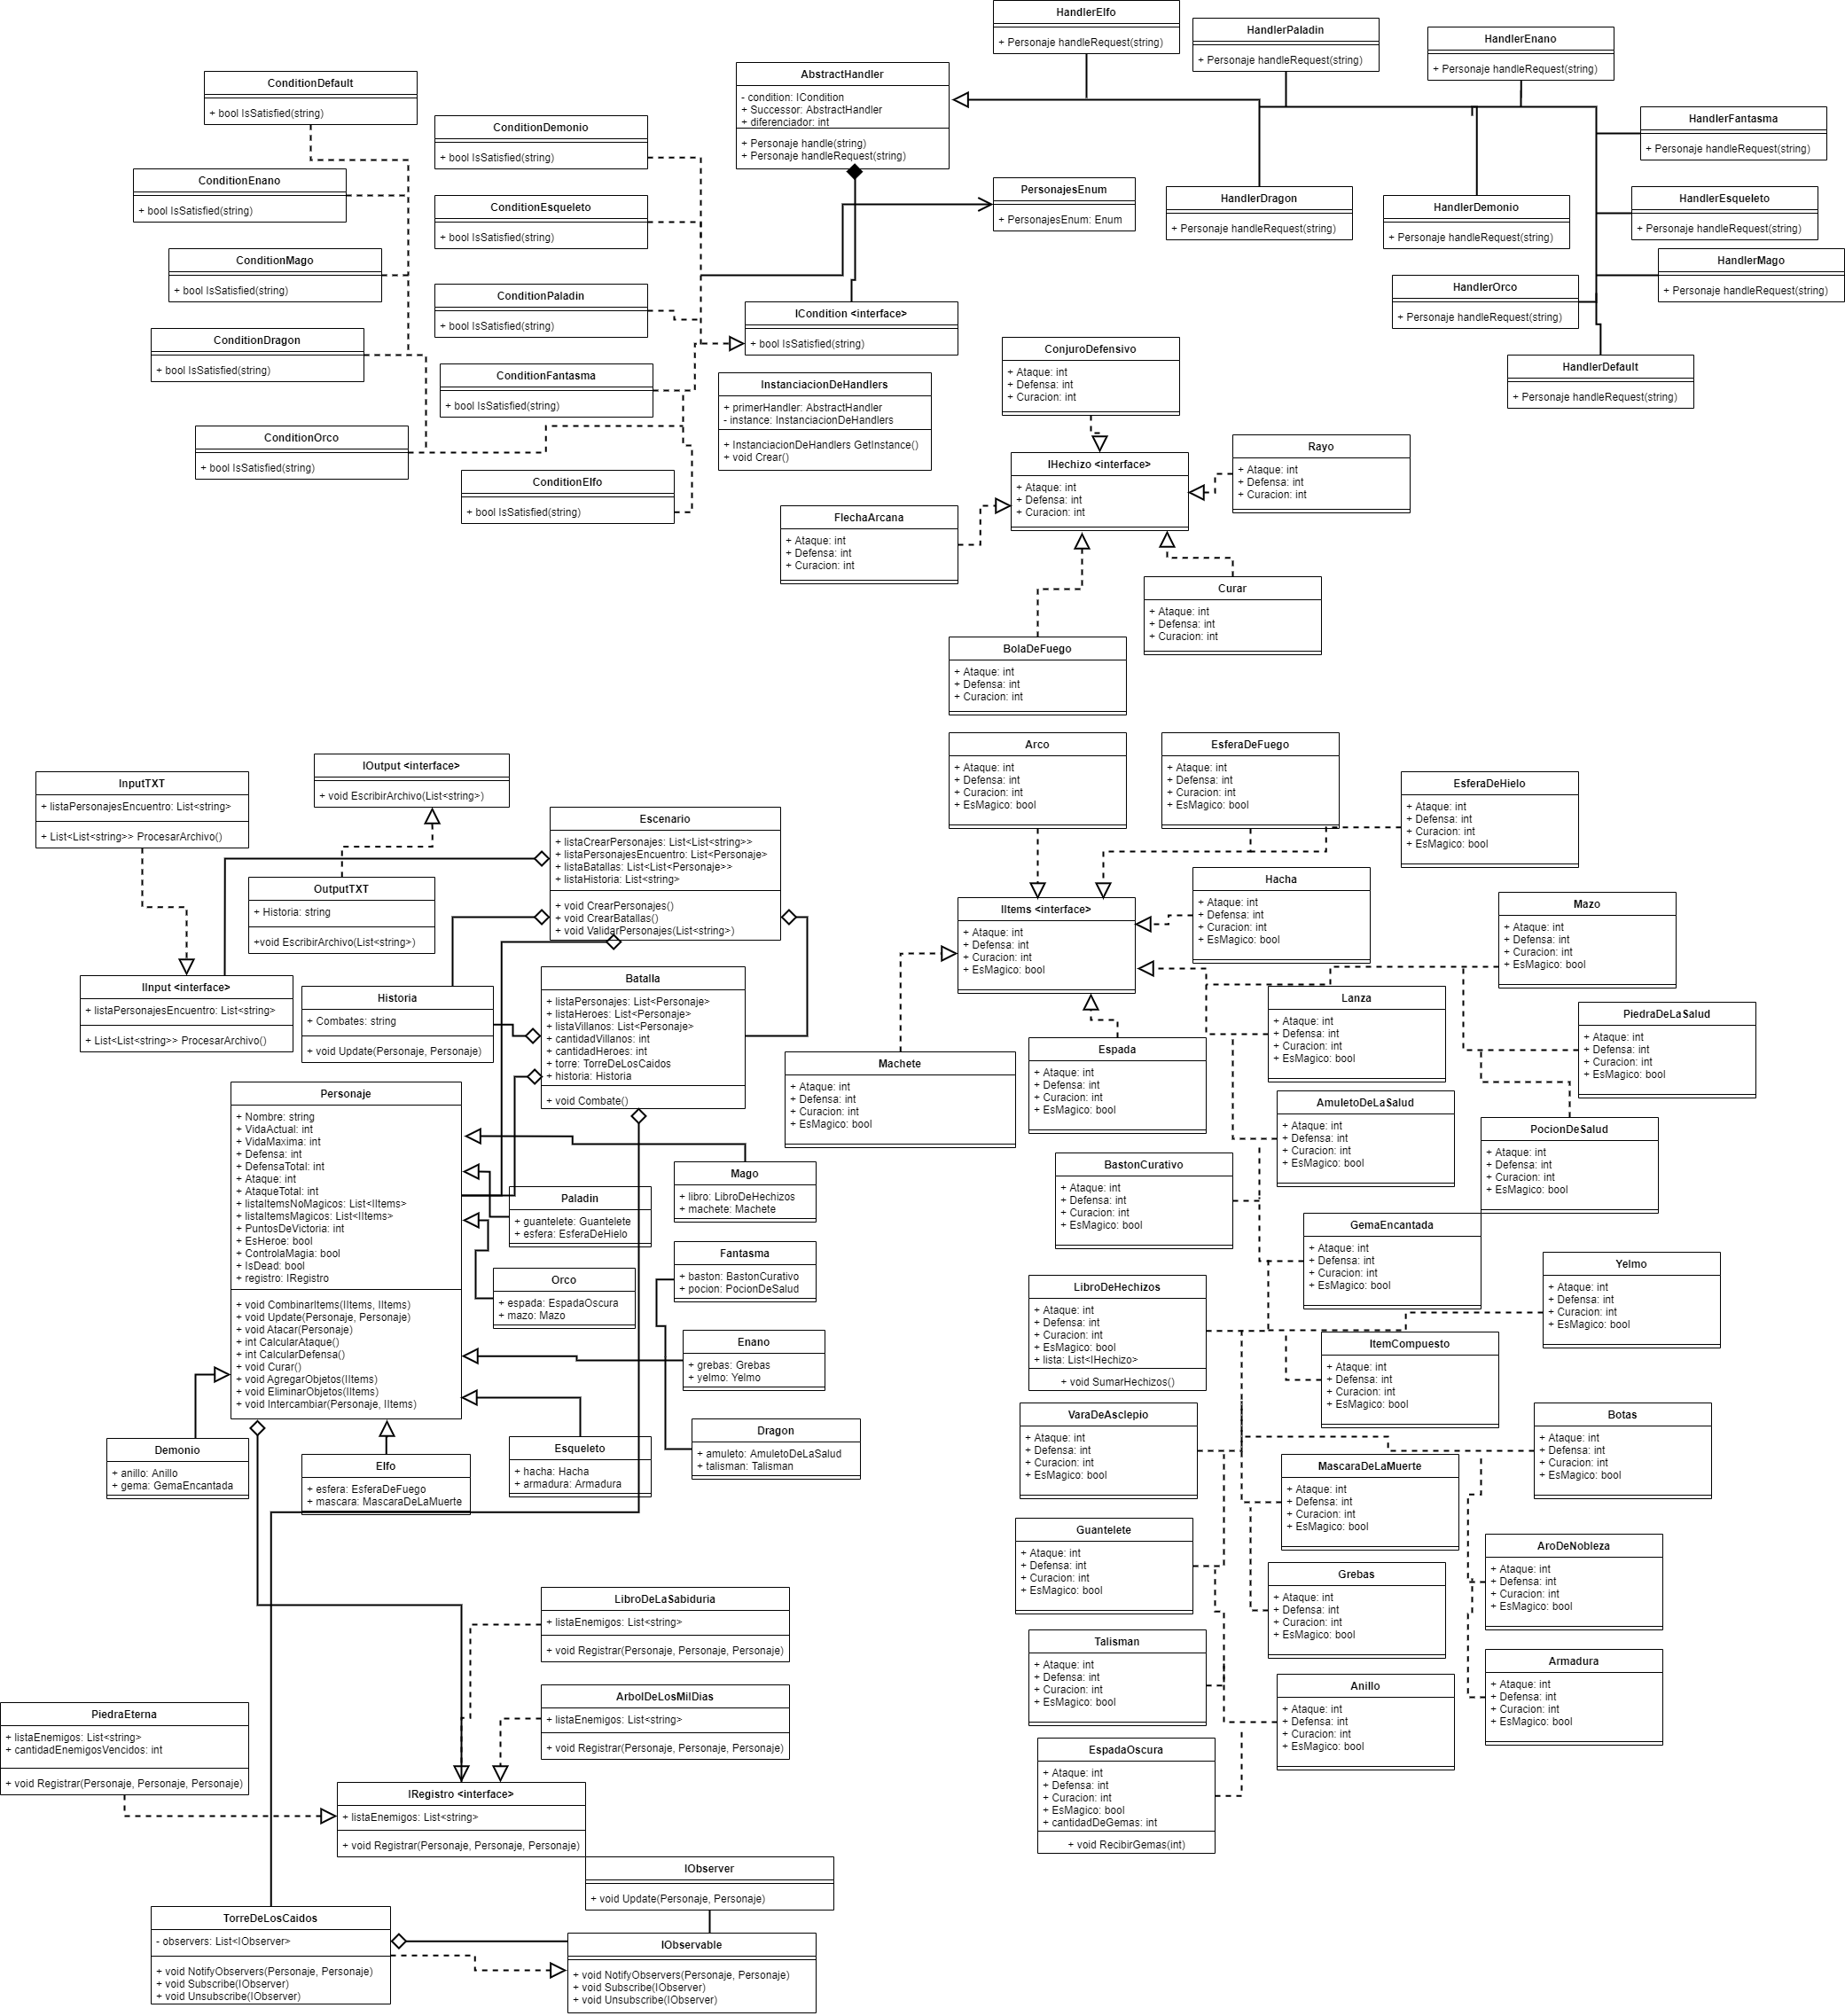 HandlerElfo
+ Personaje handleRequest(string)
HandlerPaladin
+ Personaje handleRequest(string)
HandlerEnano
+ Personaje handleRequest(string)
AbstractHandler
- condition: ICondition
+ Successor: AbstractHandler
+ diferenciador: int
+ Personaje handle(string)
+ Personaje handleRequest(string)
ConditionDefault
+ bool IsSatisfied(string)
ConditionDemonio
+ bool IsSatisfied(string)
HandlerFantasma
+ Personaje handleRequest(string)
ConditionEnano
+ bool IsSatisfied(string)
PersonajesEnum
+ PersonajesEnum: Enum
HandlerDragon
+ Personaje handleRequest(string)
HandlerDemonio
+ Personaje handleRequest(string)
HandlerEsqueleto
+ Personaje handleRequest(string)
ConditionEsqueleto
+ bool IsSatisfied(string)
ConditionMago
+ bool IsSatisfied(string)
HandlerMago
+ Personaje handleRequest(string)
HandlerOrco
+ Personaje handleRequest(string)
ConditionPaladin
+ bool IsSatisfied(string)
ICondition <interface>
+ bool IsSatisfied(string)
ConditionDragon
+ bool IsSatisfied(string)
HandlerDefault
+ Personaje handleRequest(string)
ConjuroDefensivo
+ Ataque: int
+ Defensa: int
+ Curacion: int
ConditionFantasma
+ bool IsSatisfied(string)
InstanciacionDeHandlers
+ primerHandler: AbstractHandler
- instance: InstanciacionDeHandlers
+ InstanciacionDeHandlers GetInstance()
+ void Crear()
ConditionOrco
+ bool IsSatisfied(string)
ConditionElfo
+ bool IsSatisfied(string)
IHechizo <interface>
+ Ataque: int
+ Defensa: int
+ Curacion: int
Rayo
+ Ataque: int
+ Defensa: int
+ Curacion: int
FlechaArcana
+ Ataque: int
+ Defensa: int
+ Curacion: int
Curar
+ Ataque: int
+ Defensa: int
+ Curacion: int
BolaDeFuego
+ Ataque: int
+ Defensa: int
+ Curacion: int
Arco
+ Ataque: int
+ Defensa: int
+ Curacion: int
+ EsMagico: bool
EsferaDeFuego
+ Ataque: int
+ Defensa: int
+ Curacion: int
+ EsMagico: bool
EsferaDeHielo
+ Ataque: int
+ Defensa: int
+ Curacion: int
+ EsMagico: bool
InputTXT
+ listaPersonajesEncuentro: List<string>
+ List<List<string>> ProcesarArchivo()
IOutput <interface>
+ void EscribirArchivo(List<string>)
Escenario
+ listaCrearPersonajes: List<List<string>>
+ listaPersonajesEncuentro: List<Personaje>
+ listaBatallas: List<List<Personaje>>
+ listaHistoria: List<string>
+ void CrearPersonajes()
+ void CrearBatallas()
+ void ValidarPersonajes(List<string>)
OutputTXT
+ Historia: string
+void EscribirArchivo(List<string>)
IItems <interface>
+ Ataque: int
+ Defensa: int
+ Curacion: int
+ EsMagico: bool
Hacha
+ Ataque: int
+ Defensa: int
+ Curacion: int
+ EsMagico: bool
Mazo
+ Ataque: int
+ Defensa: int
+ Curacion: int
+ EsMagico: bool
IInput <interface>
+ listaPersonajesEncuentro: List<string>
+ List<List<string>> ProcesarArchivo()
Historia
+ Combates: string
+ void Update(Personaje, Personaje)
Batalla
+ listaPersonajes: List<Personaje>
+ listaHeroes: List<Personaje>
+ listaVillanos: List<Personaje>
+ cantidadVillanos: int
+ cantidadHeroes: int
+ torre: TorreDeLosCaidos
+ historia: Historia
+ void Combate()
Lanza
+ Ataque: int
+ Defensa: int
+ Curacion: int
+ EsMagico: bool
PiedraDeLaSalud
+ Ataque: int
+ Defensa: int
+ Curacion: int
+ EsMagico: bool
Machete
+ Ataque: int
+ Defensa: int
+ Curacion: int
+ EsMagico: bool
Espada
+ Ataque: int
+ Defensa: int
+ Curacion: int
+ EsMagico: bool
Personaje
+ Nombre: string
+ VidaActual: int
+ VidaMaxima: int
+ Defensa: int
+ DefensaTotal: int
+ Ataque: int
+ AtaqueTotal: int
+ listaItemsNoMagicos: List<IItems>
+ listaItemsMagicos: List<IItems>
+ PuntosDeVictoria: int
+ EsHeroe: bool
+ ControlaMagia: bool
+ IsDead: bool
+ registro: IRegistro
+ void CombinarItems(IItems, IItems)
+ void Update(Personaje, Personaje)
+ void Atacar(Personaje)
+ int CalcularAtaque()
+ int CalcularDefensa()
+ void Curar()
+ void AgregarObjetos(IItems)
+ void EliminarObjetos(IItems)
+ void Intercambiar(Personaje, IItems)
AmuletoDeLaSalud
+ Ataque: int
+ Defensa: int
+ Curacion: int
+ EsMagico: bool
PocionDeSalud
+ Ataque: int
+ Defensa: int
+ Curacion: int
+ EsMagico: bool
Mago
+ libro: LibroDeHechizos
+ machete: Machete
BastonCurativo
+ Ataque: int
+ Defensa: int
+ Curacion: int
+ EsMagico: bool
Paladin
+ guantelete: Guantelete
+ esfera: EsferaDeHielo
GemaEncantada
+ Ataque: int
+ Defensa: int
+ Curacion: int
+ EsMagico: bool
Fantasma
+ baston: BastonCurativo
+ pocion: PocionDeSalud
Yelmo
+ Ataque: int
+ Defensa: int
+ Curacion: int
+ EsMagico: bool
Orco
+ espada: EspadaOscura
+ mazo: Mazo
LibroDeHechizos
+ Ataque: int
+ Defensa: int
+ Curacion: int
+ EsMagico: bool
+ lista: List<IHechizo>
+ void SumarHechizos()
Enano
+ grebas: Grebas
+ yelmo: Yelmo
ItemCompuesto
+ Ataque: int
+ Defensa: int
+ Curacion: int
+ EsMagico: bool
VaraDeAsclepio
+ Ataque: int
+ Defensa: int
+ Curacion: int
+ EsMagico: bool
Botas
+ Ataque: int
+ Defensa: int
+ Curacion: int
+ EsMagico: bool
Dragon
+ amuleto: AmuletoDeLaSalud
+ talisman: Talisman
Demonio
+ anillo: Anillo
+ gema: GemaEncantada
Elfo
+ esfera: EsferaDeFuego
+ mascara: MascaraDeLaMuerte
Esqueleto
+ hacha: Hacha
+ armadura: Armadura
MascaraDeLaMuerte
+ Ataque: int
+ Defensa: int
+ Curacion: int
+ EsMagico: bool
Guantelete
+ Ataque: int
+ Defensa: int
+ Curacion: int
+ EsMagico: bool
AroDeNobleza
+ Ataque: int
+ Defensa: int
+ Curacion: int
+ EsMagico: bool
Grebas
+ Ataque: int
+ Defensa: int
+ Curacion: int
+ EsMagico: bool
LibroDeLaSabiduria
+ listaEnemigos: List<string>
+ void Registrar(Personaje, Personaje, Personaje)
Talisman
+ Ataque: int
+ Defensa: int
+ Curacion: int
+ EsMagico: bool
Armadura
+ Ataque: int
+ Defensa: int
+ Curacion: int
+ EsMagico: bool
Anillo
+ Ataque: int
+ Defensa: int
+ Curacion: int
+ EsMagico: bool
ArbolDeLosMilDias
+ listaEnemigos: List<string>
+ void Registrar(Personaje, Personaje, Personaje)
PiedraEterna
+ listaEnemigos: List<string>
+ cantidadEnemigosVencidos: int
+ void Registrar(Personaje, Personaje, Personaje)
EspadaOscura
+ Ataque: int
+ Defensa: int
+ Curacion: int
+ EsMagico: bool
+ cantidadDeGemas: int
+ void RecibirGemas(int)
IRegistro <interface>
+ listaEnemigos: List<string>
+ void Registrar(Personaje, Personaje, Personaje)
IObserver
+ void Update(Personaje, Personaje)
TorreDeLosCaidos
- observers: List<IObserver>
+ void NotifyObservers(Personaje, Personaje)
+ void Subscribe(IObserver)
+ void Unsubscribe(IObserver)
IObservable
+ void NotifyObservers(Personaje, Personaje)
+ void Subscribe(IObserver)
+ void Unsubscribe(IObserver)